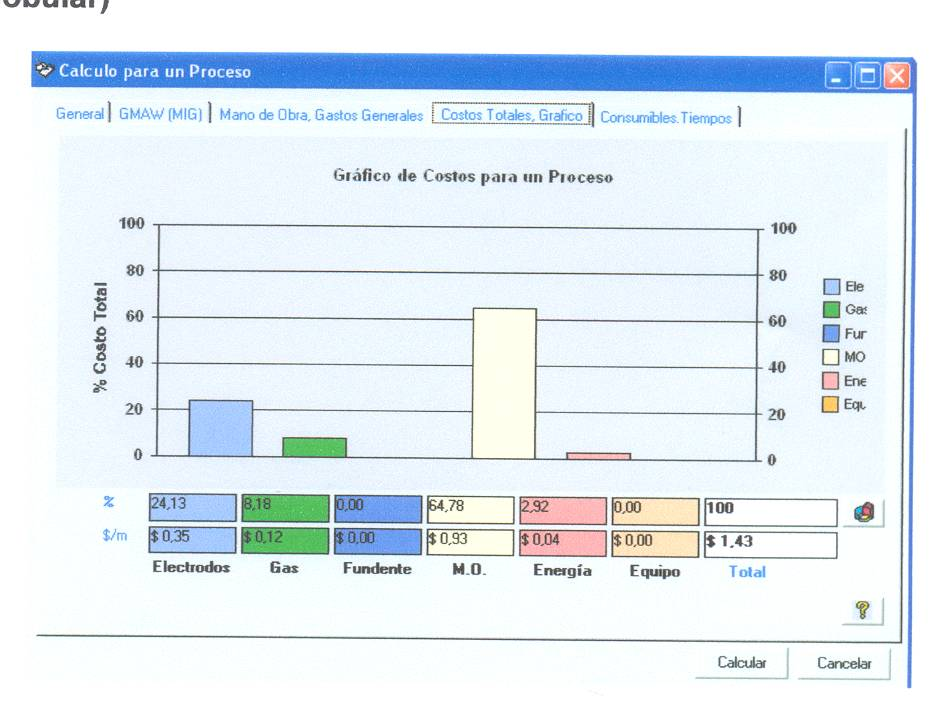 obular)
Calculo para un Proceso
General GMAW (MIG) Mano de Obra, Gastos Generales Costos Totales, Grafico Consumibles.Tiempos
Gráfico de Costos para un Proceso
% Costo Total
100 100
80 80
60 60
40 40
20 20
0 0
Ele
Gas
Fur
MO
Ene
Equ
% 24,13 8,18 0,00 64,78 2,92 0,00 100
$/m $ 0,35 $ 0,12 $ 0,00 $ 0,93 $ 0,04 $ 0,00 $ 1,43
Electrodos Gas Fundente M.O. Energía Equipo Total
?
Calcular Cancelar